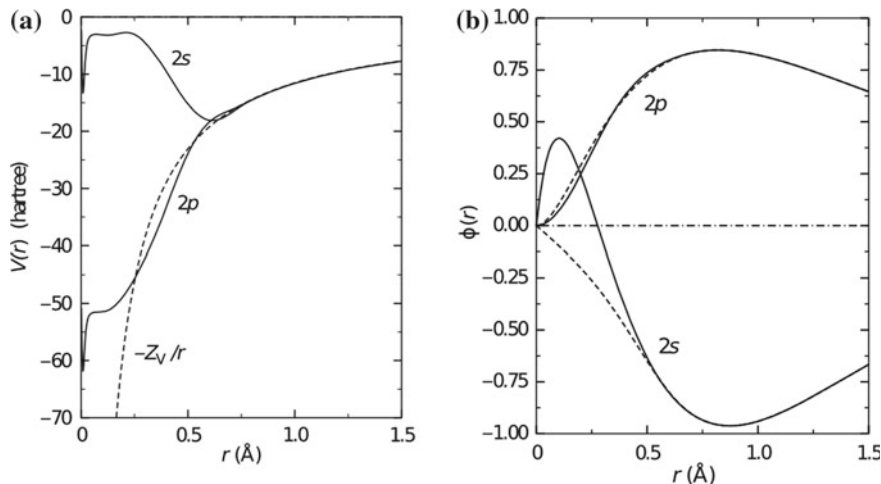 (a)
0
−10
−20
−30
−40
−50
−60
−70
V(r) (hartree)
2s
2p
−Z_V/r
0 0.5 1.0 1.5
r (Å)
(b)
1.00
0.75
0.50
0.25
0.00
−0.25
−0.50
−0.75
−1.00
ϕ(r)
2p
2s
0 0.5 1.0 1.5
r (Å)